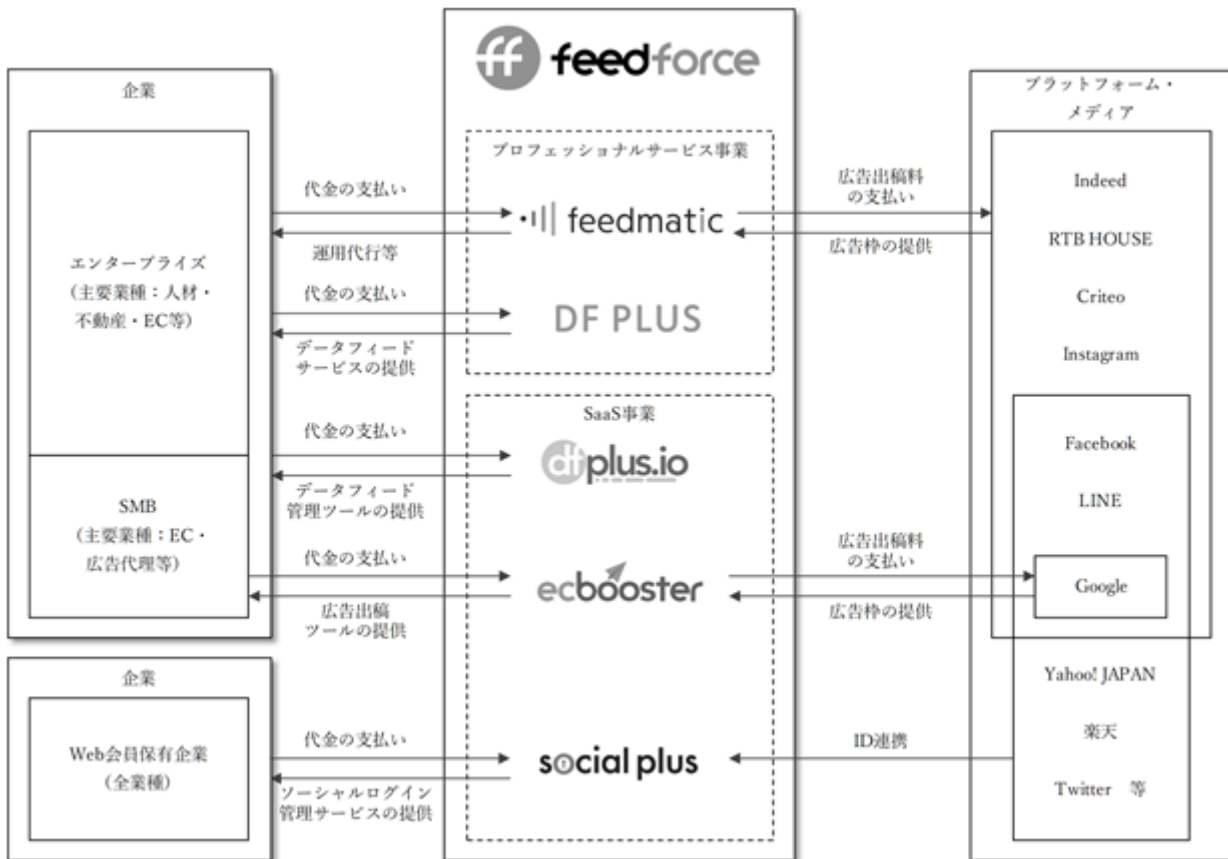 企業
エンタープライズ
(主要業種：人材・
不動産・EC等)
SMB
(主要業種：EC・
広告代理等)
企業
Web会員保有企業
(全業種)
代金の支払い
運用代行等
代金の支払い
データフィード
サービスの提供
代金の支払い
データフィード
管理ツールの提供
代金の支払い
広告出稿
ツールの提供
代金の支払い
ソーシャルログイン
管理サービスの提供
ff feedforce
プロフェッショナルサービス事業
feedmatic
DF PLUS
SaaS事業
dfplus.io
ecbooster
social plus
広告出稿料
の支払い
広告枠の提供
広告出稿料
の支払い
広告枠の提供
ID連携
プラットフォーム・
メディア
Indeed
RTB HOUSE
Criteo
Instagram
Facebook
LINE
Google
Yahoo! JAPAN
楽天
Twitter 等